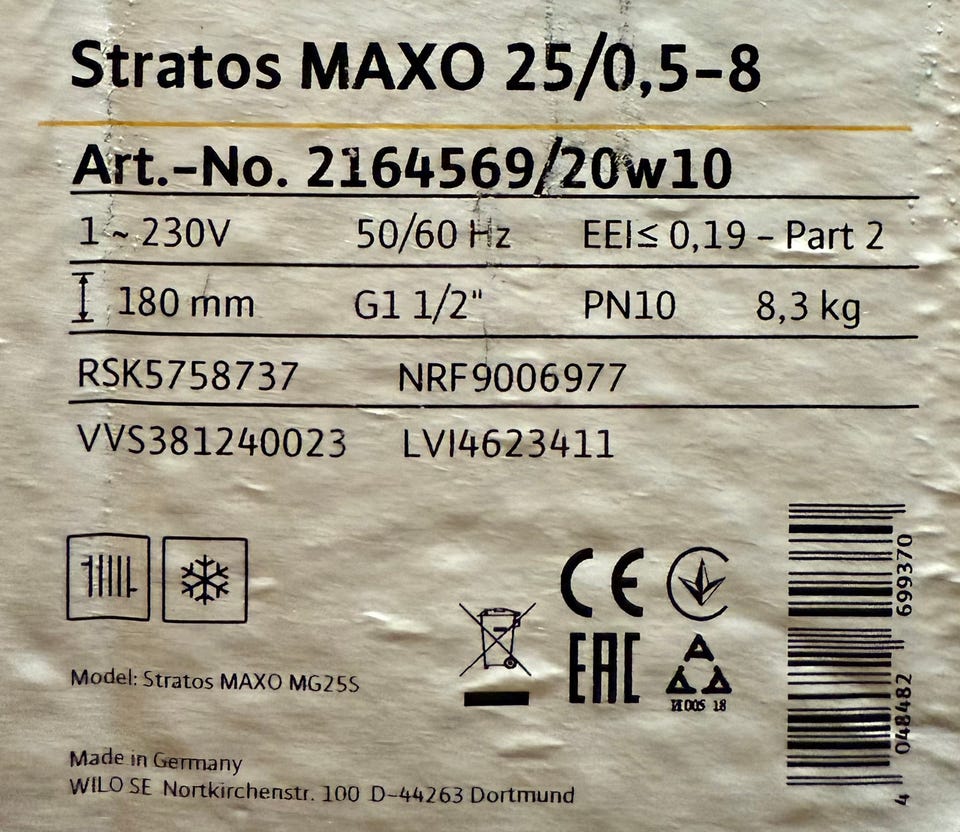 Stratos MAXO 25/0,5-8
Art.-No. 2164569/20w10
1 ~ 230V 50/60 Hz EEI≤ 0,19 - Part 2
180 mm G1 1/2" PN10 8,3 kg
RSK5758737 NRF9006977
VVS381240023 LVI4623411
CE
EAC
И005 18
Model: Stratos MAXO MG25S
Made in Germany
WILO SE Nortkirchenstr. 100 D-44263 Dortmund
4 048482 699370